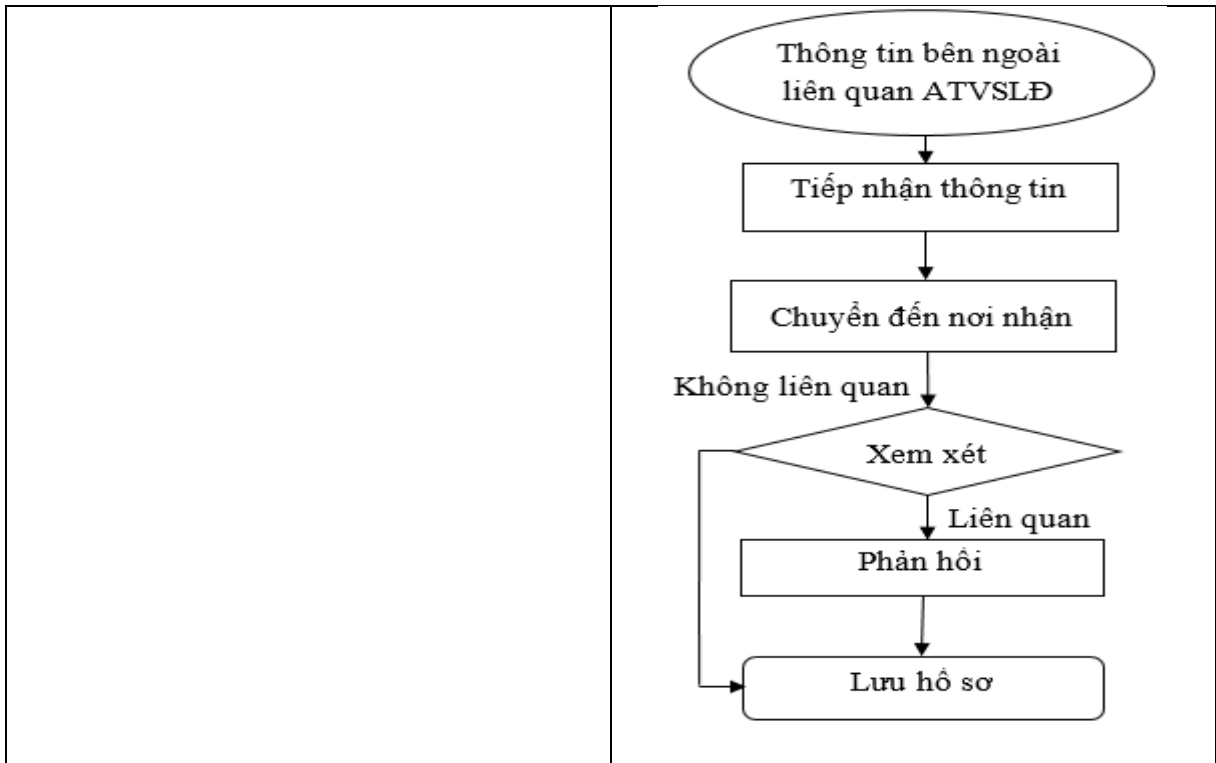 Thông tin bên ngoài
liên quan ATVSLĐ
Tiếp nhận thông tin
Chuyển đến nơi nhận
Không liên quan
Xem xét
Liên quan
Phản hồi
Lưu hồ sơ